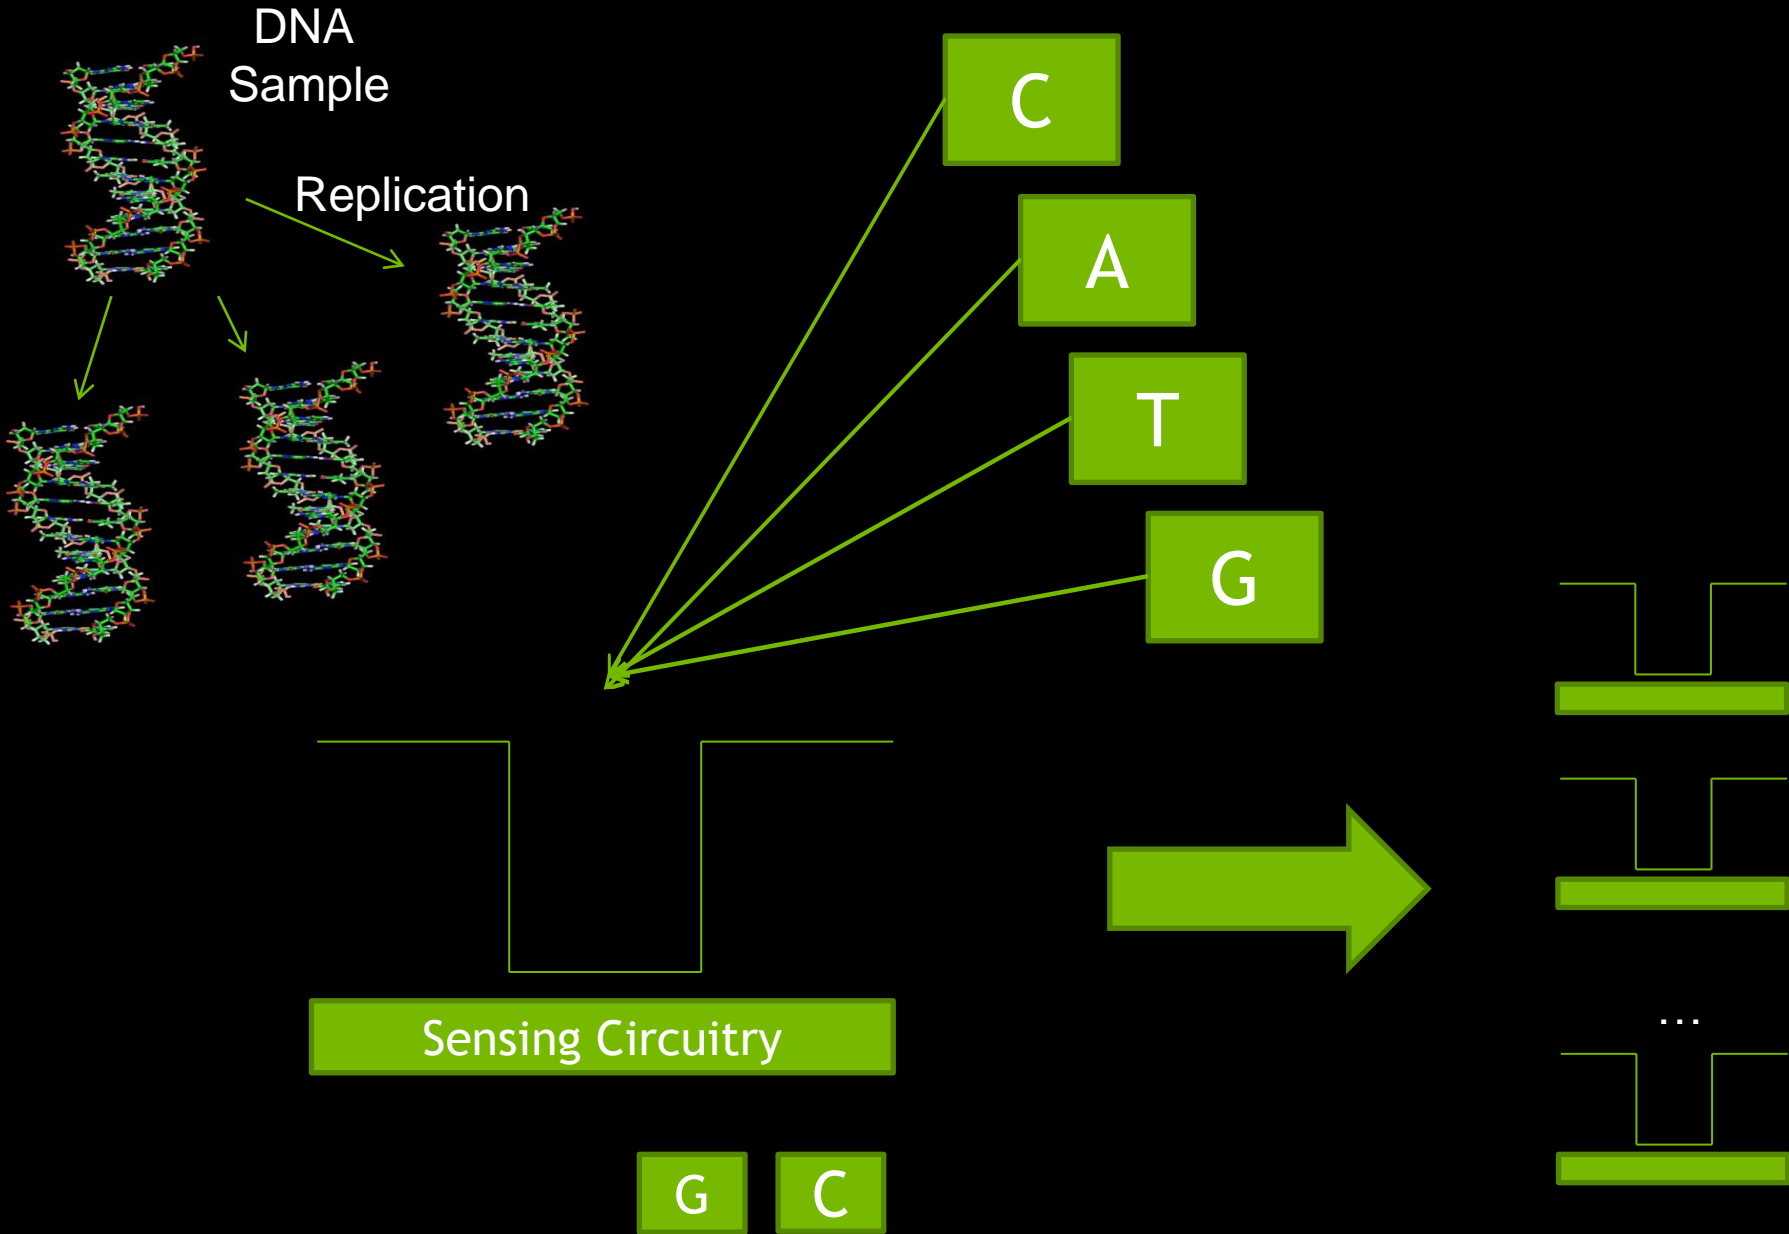 DNA
Sample
Replication
C
A
T
G
Sensing Circuitry
...
G C